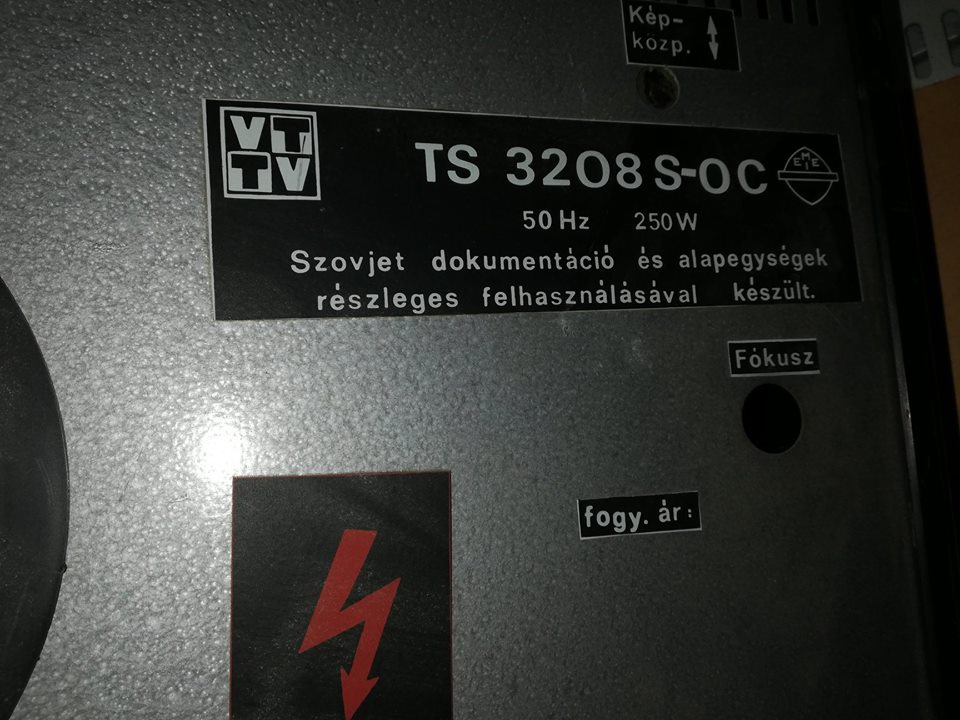 Kép-
közp.
VT
TV
TS 3208 S-OC
MEEI
50 Hz 250 W
Szovjet dokumentáció és alapegységek
részleges felhasználásával készült.
Fókusz
fogy. ár: